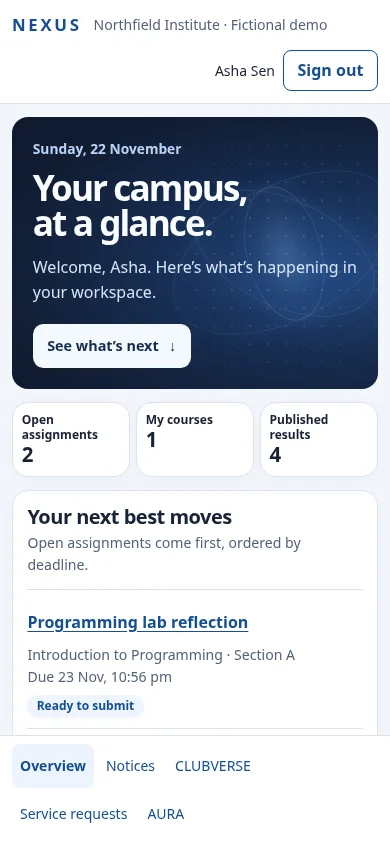 NEXUS Northfield Institute · Fictional demo
Asha Sen Sign out
Sunday, 22 November
Your campus,
at a glance.
Welcome, Asha. Here’s what’s happening in
your workspace.
See what’s next ↓
Open
assignments
2
My courses
1
Published
results
4
Your next best moves
Open assignments come first, ordered by
deadline.
Programming lab reflection
Introduction to Programming · Section A
Due 23 Nov, 10:56 pm
Ready to submit
Overview Notices CLUBVERSE
Service requests AURA